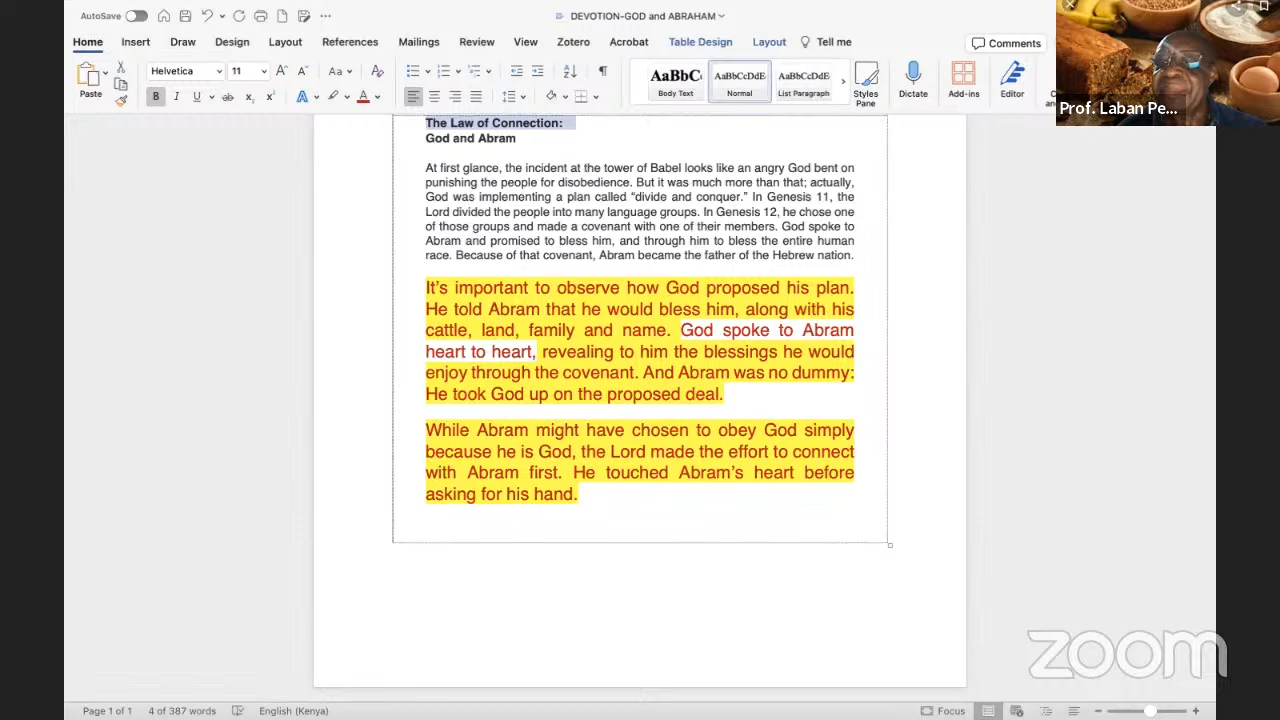 AutoSave
DEVOTION-GOD and ABRAHAM
Home Insert Draw Design Layout References Mailings Review View Zotero Acrobat Table Design Layout Tell me
Comments
Paste
Helvetica 11
AaBbC AaBbCcDdE AaBbCcDdE
Body Text Normal List Paragraph
Styles Pane
Dictate
Add-ins
Editor
Prof. Laban Pe...
The Law of Connection:
God and Abram
At first glance, the incident at the tower of Babel looks like an angry God bent on
punishing the people for disobedience. But it was much more than that; actually,
God was implementing a plan called “divide and conquer.” In Genesis 11, the
Lord divided the people into many language groups. In Genesis 12, he chose one
of those groups and made a covenant with one of their members. God spoke to
Abram and promised to bless him, and through him to bless the entire human
race. Because of that covenant, Abram became the father of the Hebrew nation.
It’s important to observe how God proposed his plan.
He told Abram that he would bless him, along with his
cattle, land, family and name. God spoke to Abram
heart to heart, revealing to him the blessings he would
enjoy through the covenant. And Abram was no dummy:
He took God up on the proposed deal.
While Abram might have chosen to obey God simply
because he is God, the Lord made the effort to connect
with Abram first. He touched Abram’s heart before
asking for his hand.
zoom
Page 1 of 1 4 of 387 words English (Kenya) Focus